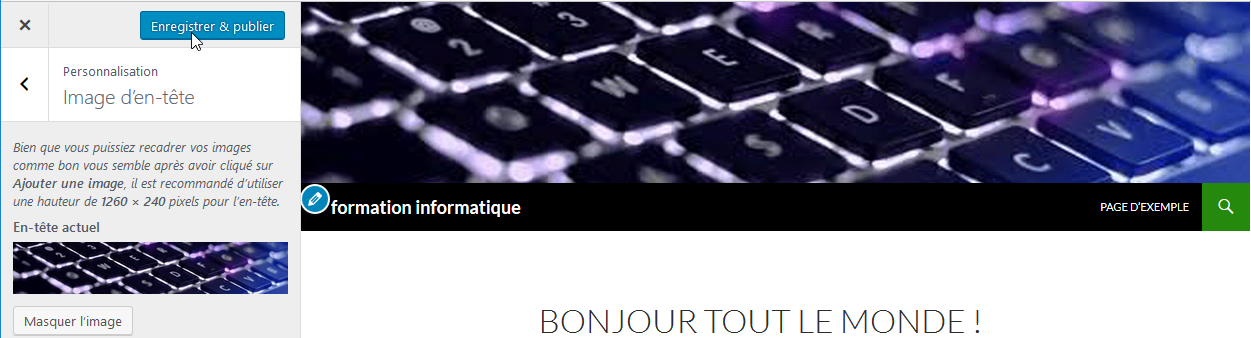 Enregistrer & publier
Personnalisation
Image d'en-tête
Bien que vous puissiez recadrer vos images
comme bon vous semble après avoir cliqué sur
Ajouter une image, il est recommandé d'utiliser
une hauteur de 1260 × 240 pixels pour l'en-tête.
En-tête actuel
Masquer l'image
2 3
W E R
S D F G
C V
formation informatique
PAGE D'EXEMPLE
BONJOUR TOUT LE MONDE !